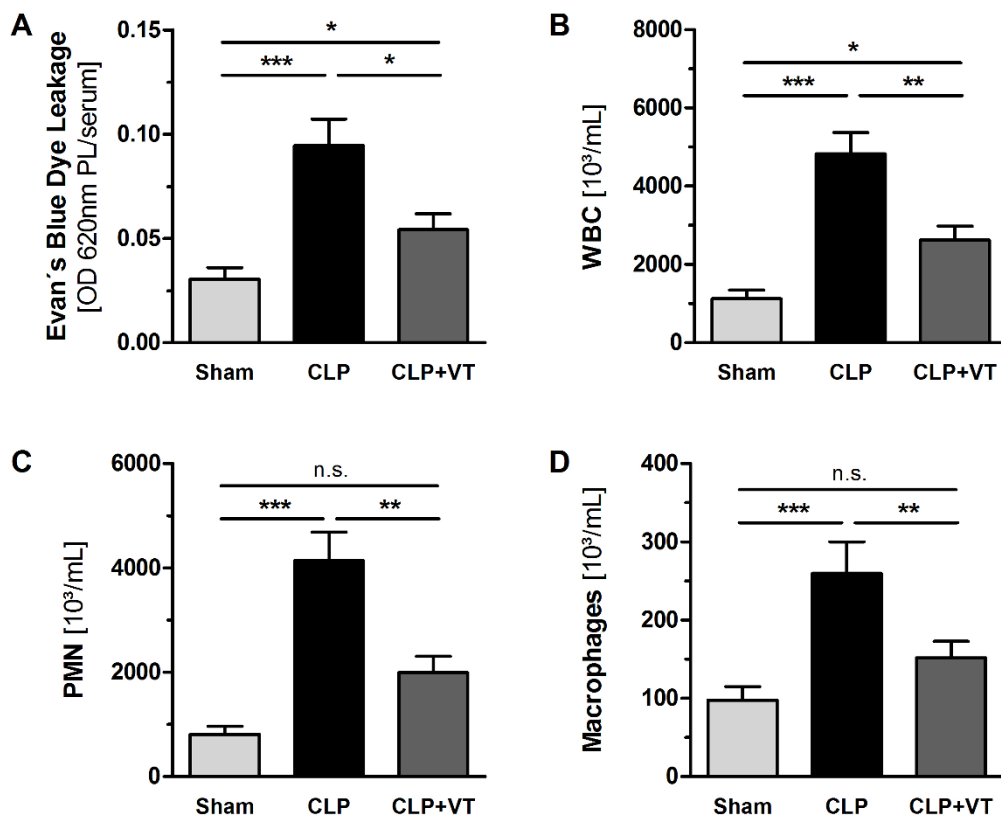 A
Evan´s Blue Dye Leakage
[OD 620nm PL/serum]
0.15
0.10
0.05
0.00
*
***
*
Sham
CLP
CLP+VT
B
WBC [10³/mL]
8000
6000
4000
2000
0
*
***
**
Sham
CLP
CLP+VT
C
PMN [10³/mL]
6000
4000
2000
0
n.s.
***
**
Sham
CLP
CLP+VT
D
Macrophages [10³/mL]
400
300
200
100
0
n.s.
***
**
Sham
CLP
CLP+VT